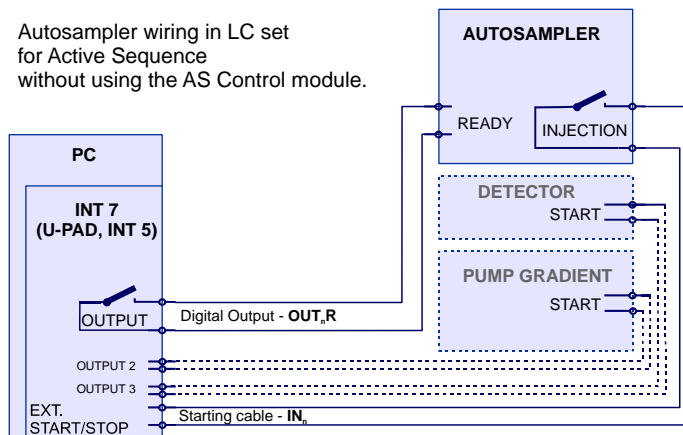 Autosampler wiring in LC set
for Active Sequence
without using the AS Control module.
AUTOSAMPLER
READY
INJECTION
PC
INT 7
(U-PAD, INT 5)
DETECTOR
START
PUMP GRADIENT
START
OUTPUT
Digital Output - OUTnR
OUTPUT 2
OUTPUT 3
EXT.
START/STOP
Starting cable - INn